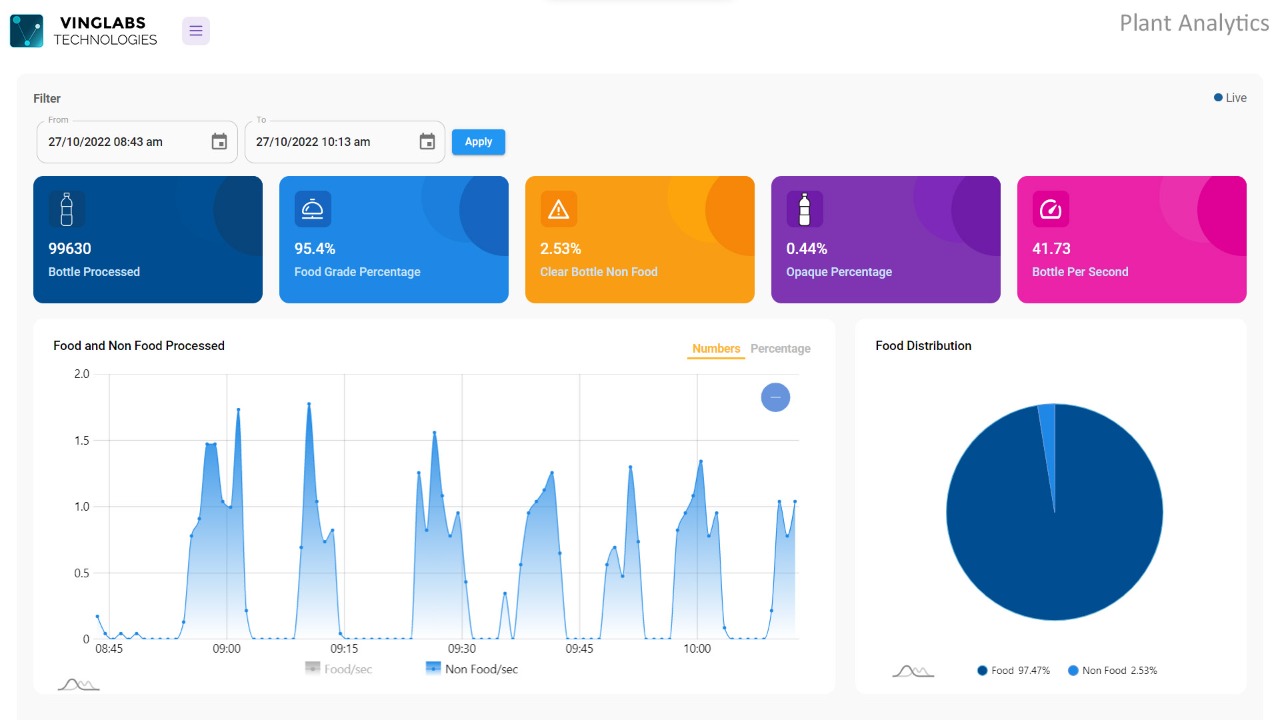 VINGLABS
TECHNOLOGIES
Plant Analytics
Filter
Live
From
27/10/2022 08:43 am
To
27/10/2022 10:13 am
Apply
99630
Bottle Processed
95.4%
Food Grade Percentage
2.53%
Clear Bottle Non Food
0.44%
Opaque Percentage
41.73
Bottle Per Second
Food and Non Food Processed
Numbers Percentage
2.0
1.5
1.0
0.5
0
08:45 09:00 09:15 09:30 09:45 10:00
Food/sec Non Food/sec
Food Distribution
Food 97.47% Non Food 2.53%